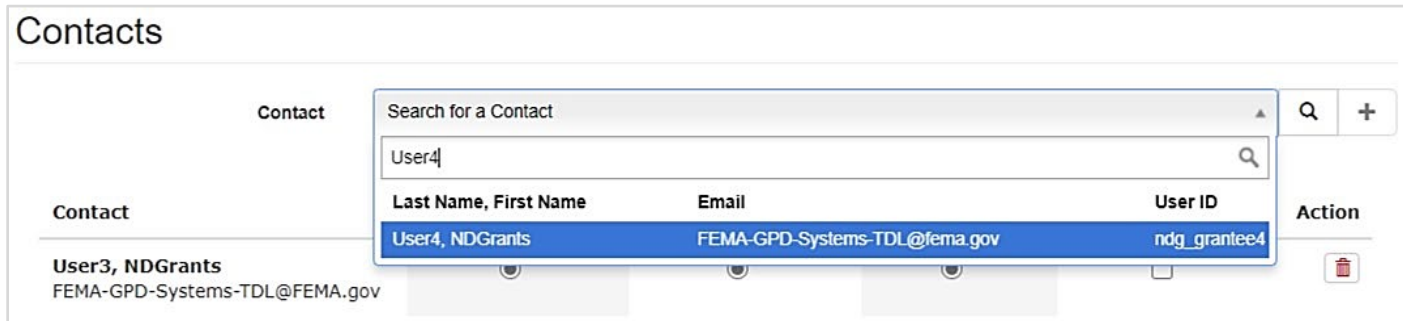 Contacts
Contact Search for a Contact
User4
Last Name, First Name Email User ID
Contact Action
User4, NDGrants FEMA-GPD-Systems-TDL@fema.gov ndg_grantee4
User3, NDGrants
FEMA-GPD-Systems-TDL@FEMA.gov